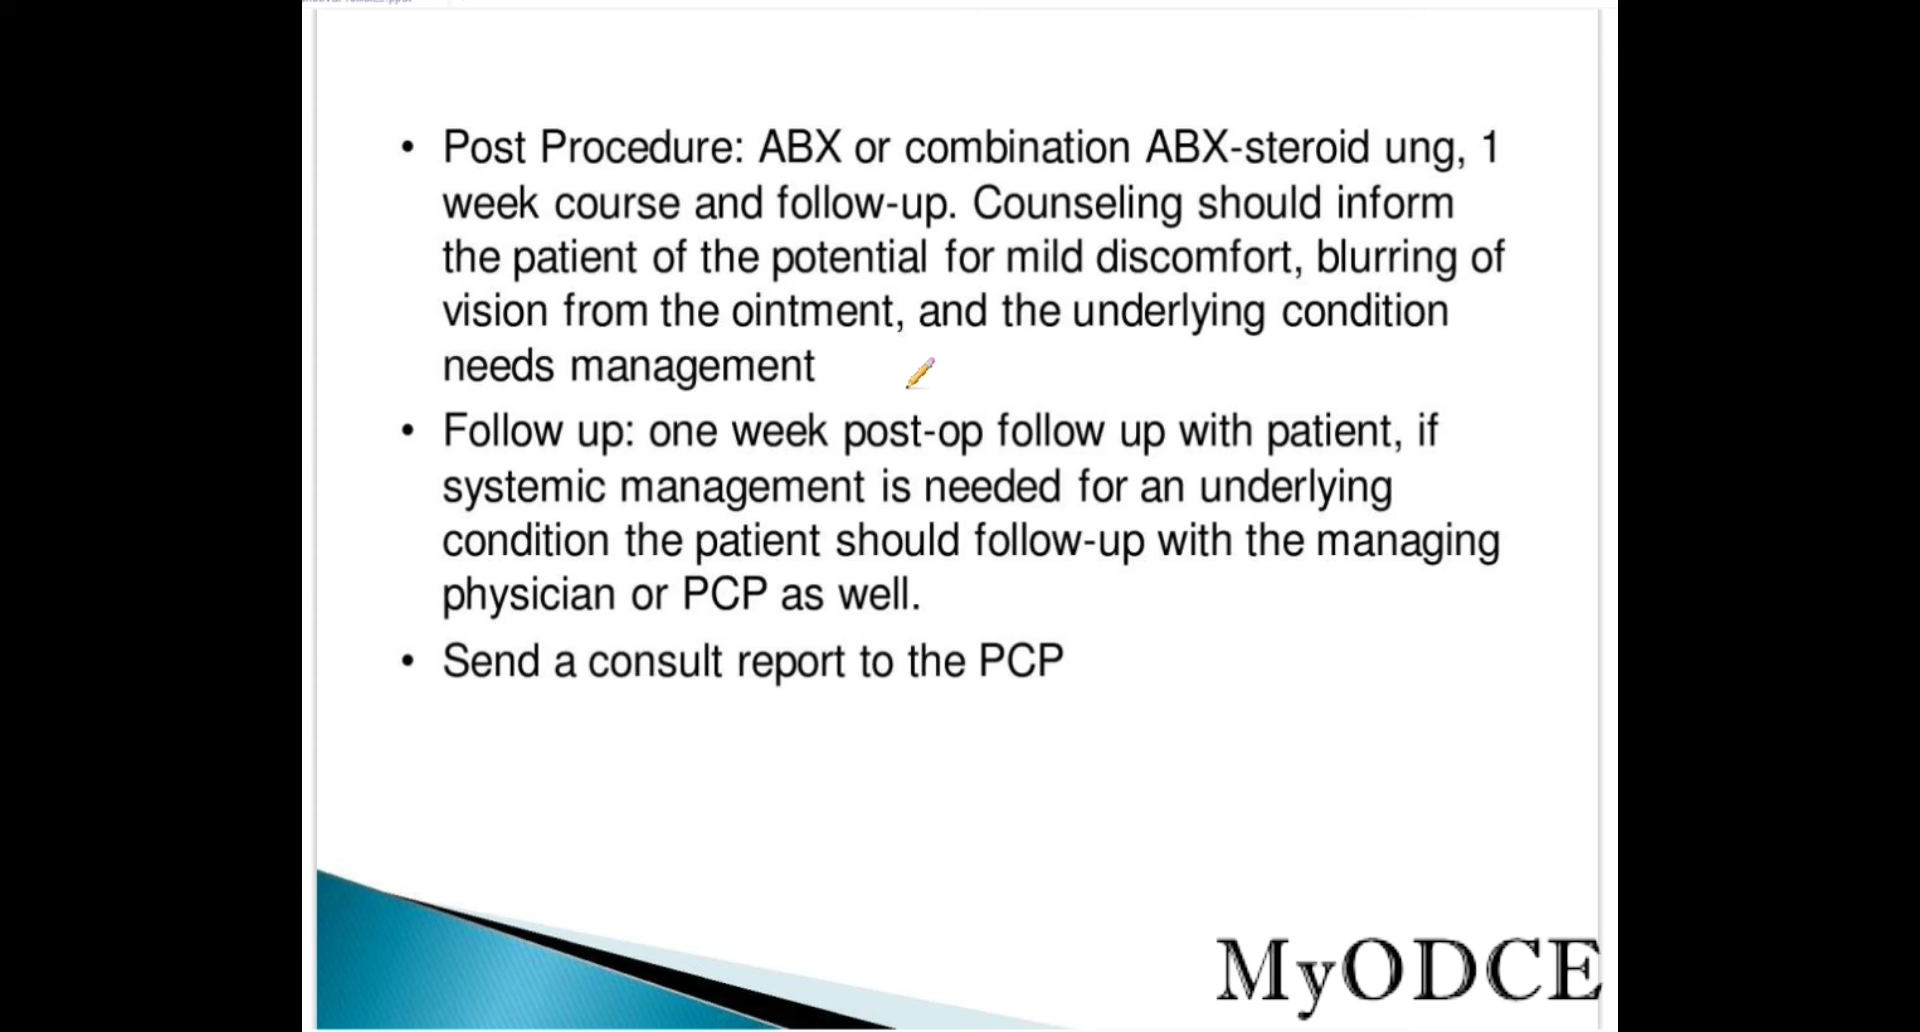 • Post Procedure: ABX or combination ABX-steroid ung, 1
week course and follow-up. Counseling should inform
the patient of the potential for mild discomfort, blurring of
vision from the ointment, and the underlying condition
needs management
• Follow up: one week post-op follow up with patient, if
systemic management is needed for an underlying
condition the patient should follow-up with the managing
physician or PCP as well.
• Send a consult report to the PCP
MyODCE